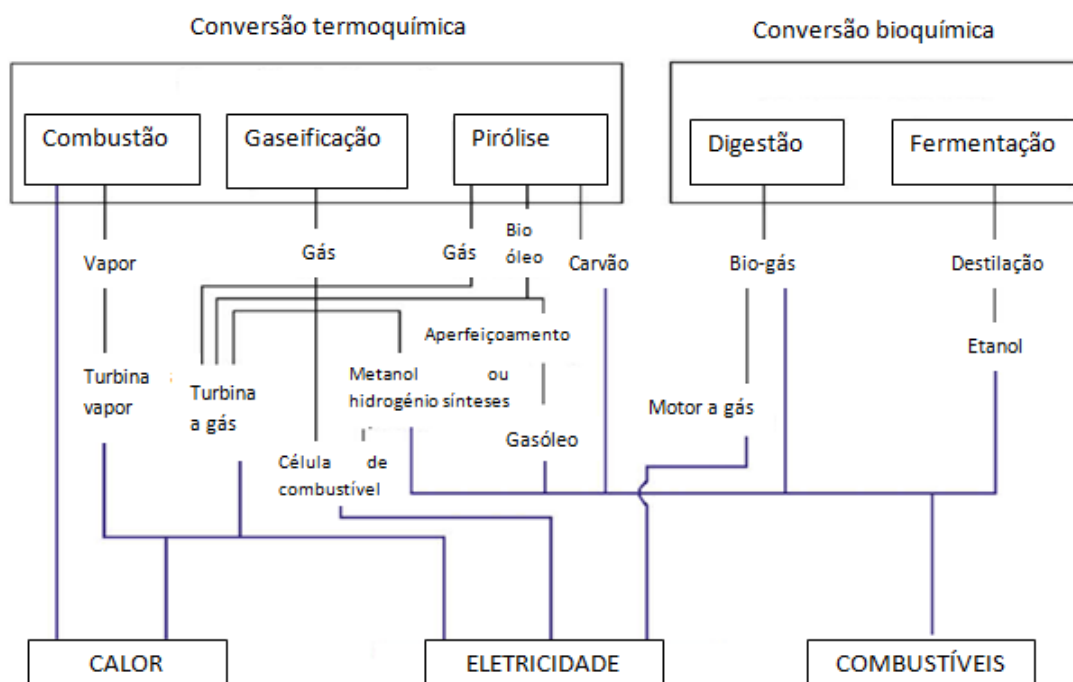 Conversão termoquímica
Conversão bioquímica
Combustão
Gaseificação
Pirólise
Digestão
Fermentação
Vapor
Gás
Gás
Bio
óleo
Carvão
Bio-gás
Destilação
Aperfeiçoamento
Etanol
Turbina
vapor
Turbina
a gás
Metanol ou
hidrogénio sínteses
Motor a gás
Gasóleo
Célula de
combustível
CALOR
ELETRICIDADE
COMBUSTÍVEIS